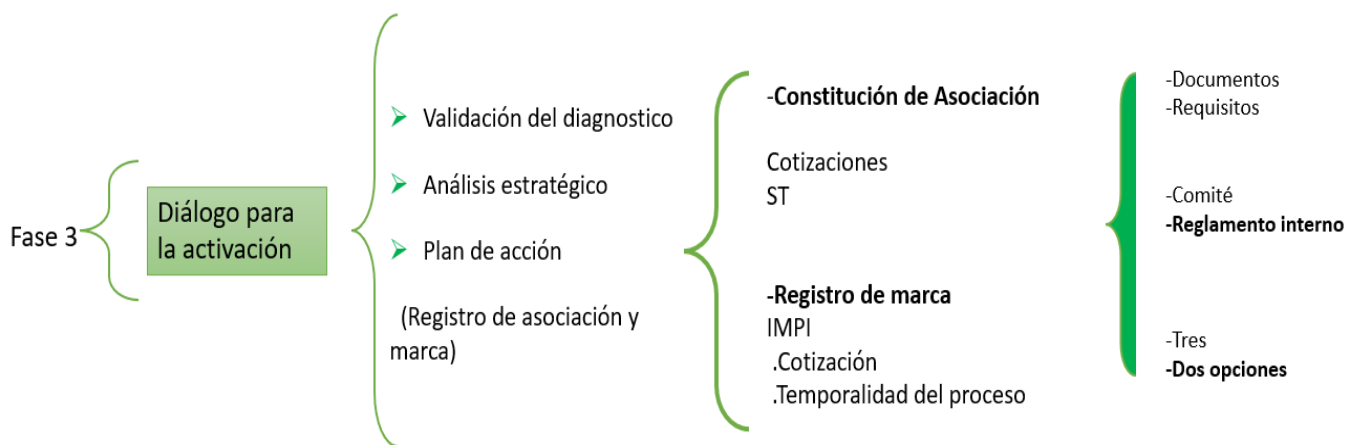 Fase 3
Diálogo para
la activación
Validación del diagnostico
Análisis estratégico
Plan de acción
(Registro de asociación y
marca)
-Constitución de Asociación
Cotizaciones
ST
-Registro de marca
IMPI
.Cotización
.Temporalidad del proceso
-Documentos
-Requisitos
-Comité
-Reglamento interno
-Tres
-Dos opciones